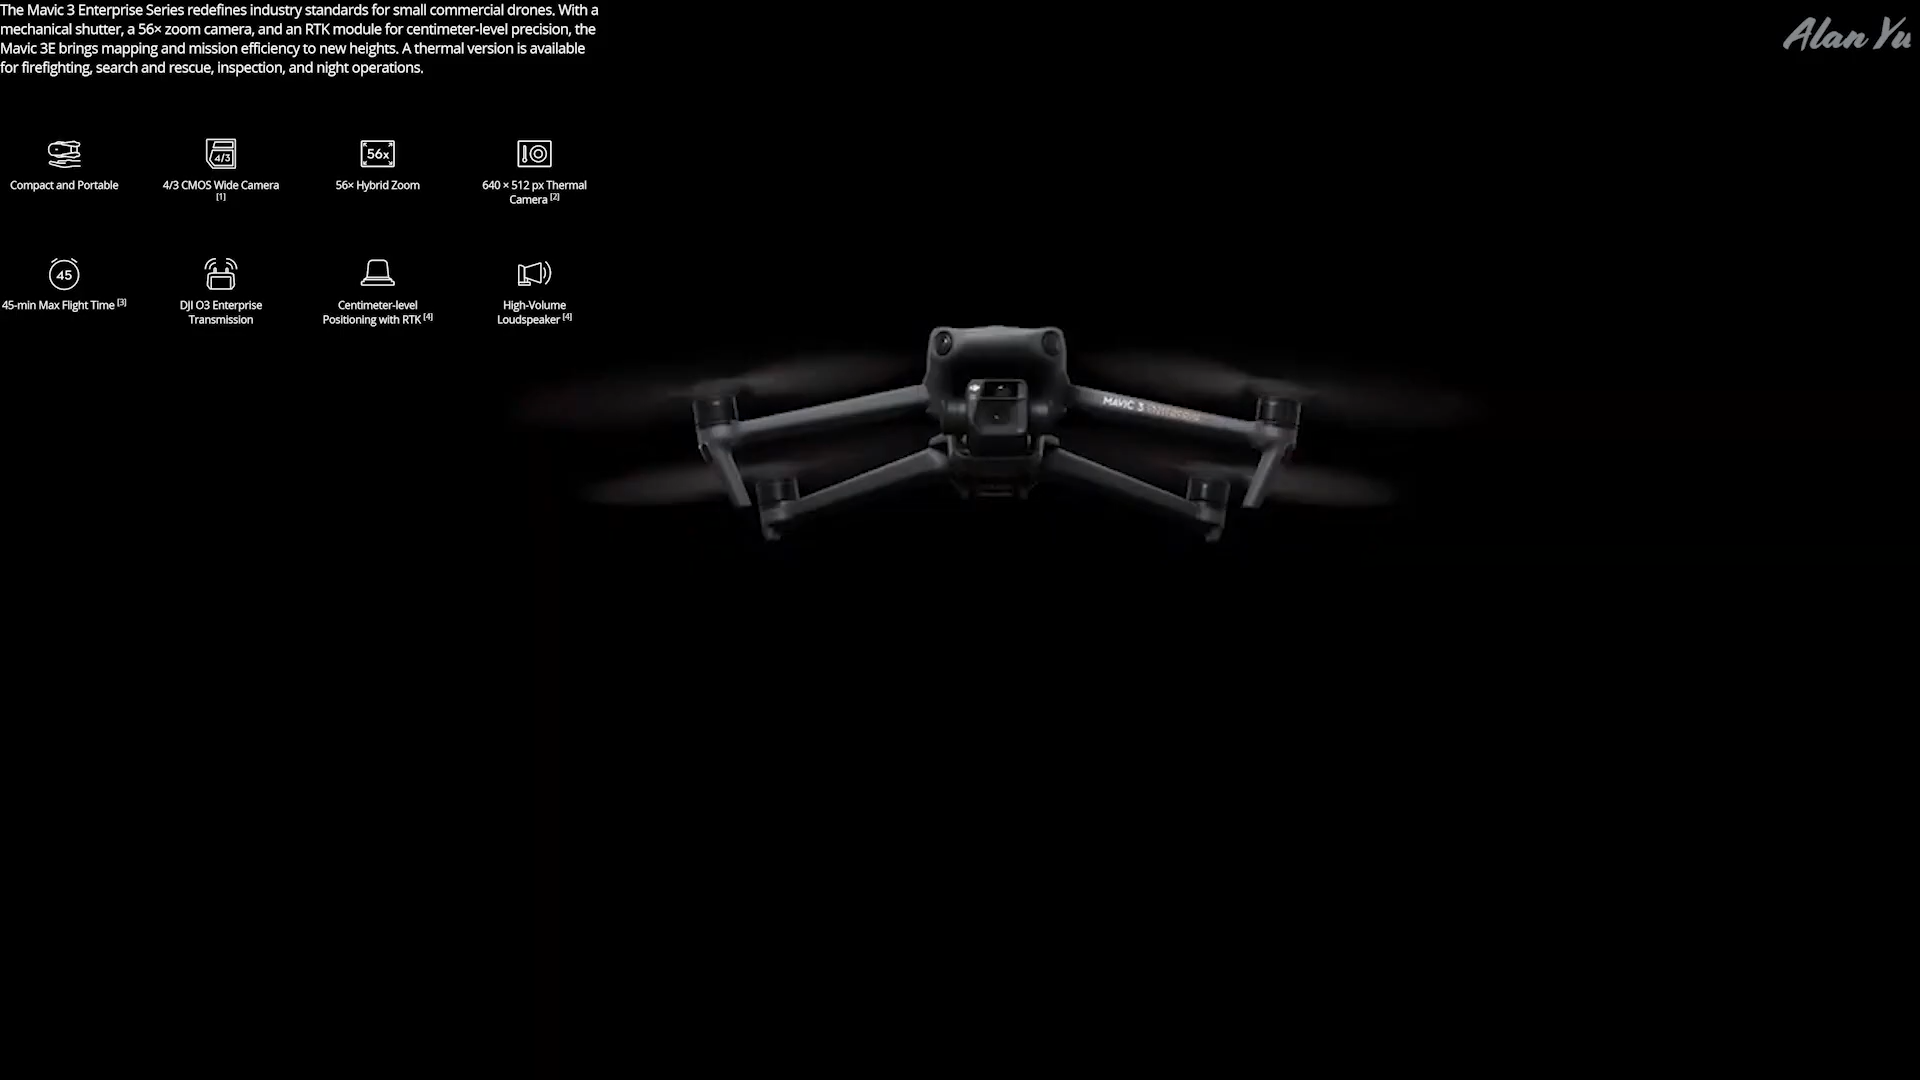 The Mavic 3 Enterprise Series redefines industry standards for small commercial drones. With a
mechanical shutter, a 56× zoom camera, and an RTK module for centimeter-level precision, the
Mavic 3E brings mapping and mission efficiency to new heights. A thermal version is available
for firefighting, search and rescue, inspection, and night operations.
Alan Yu
4/3
56x
Compact and Portable
4/3 CMOS Wide Camera
[1]
56× Hybrid Zoom
640 × 512 px Thermal
Camera [2]
45
45-min Max Flight Time [3]
DJI O3 Enterprise
Transmission
Centimeter-level
Positioning with RTK [4]
High-Volume
Loudspeaker [4]
MAVIC 3